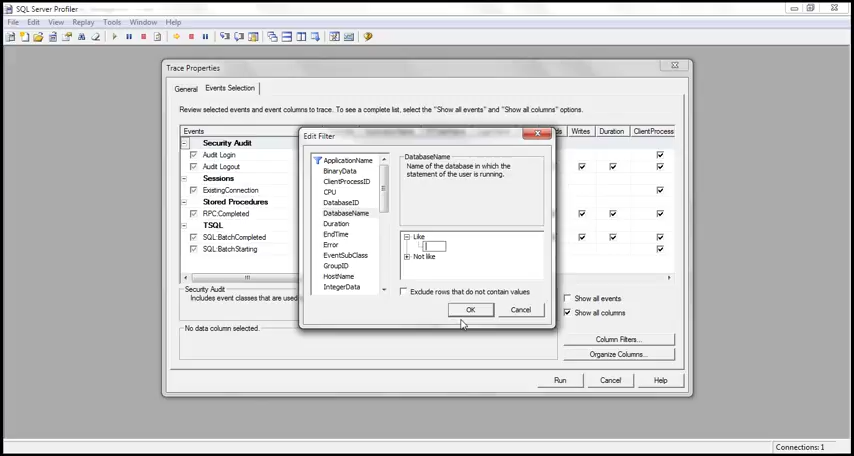 SQL Server Profiler
File Edit View Replay Tools Window Help
Trace Properties
General Events Selection
Review selected events and event columns to trace. To see a complete list, select the "Show all events" and "Show all columns" options.
Events Writes Duration ClientProcess
Security Audit
Audit Login
Audit Logout
Sessions
ExistingConnection
Stored Procedures
RPC:Completed
TSQL
SQL:BatchCompleted
SQL:BatchStarting
Edit Filter
ApplicationName
BinaryData
ClientProcessID
CPU
DatabaseID
DatabaseName
Duration
EndTime
Error
EventSubClass
GroupID
HostName
IntegerData
DatabaseName
Name of the database in which the
statement of the user is running.
Like
Not like
Exclude rows that do not contain values
OK Cancel
Security Audit
Includes event classes that are used
No data column selected.
Show all events
Show all columns
Column Filters...
Organize Columns...
Run Cancel Help
Connections: 1